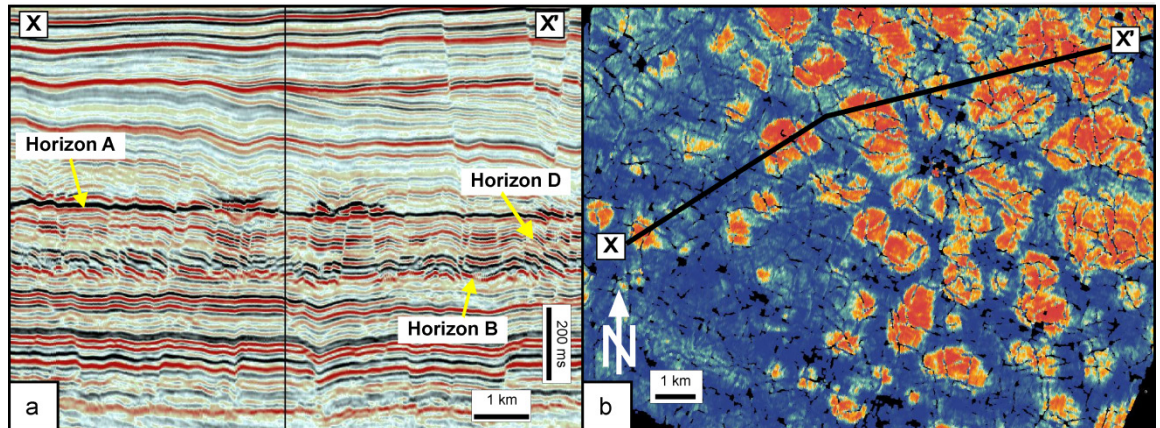 X
X'
Horizon A
Horizon D
Horizon B
200 ms
1 km
a
X'
X
N
1 km
b